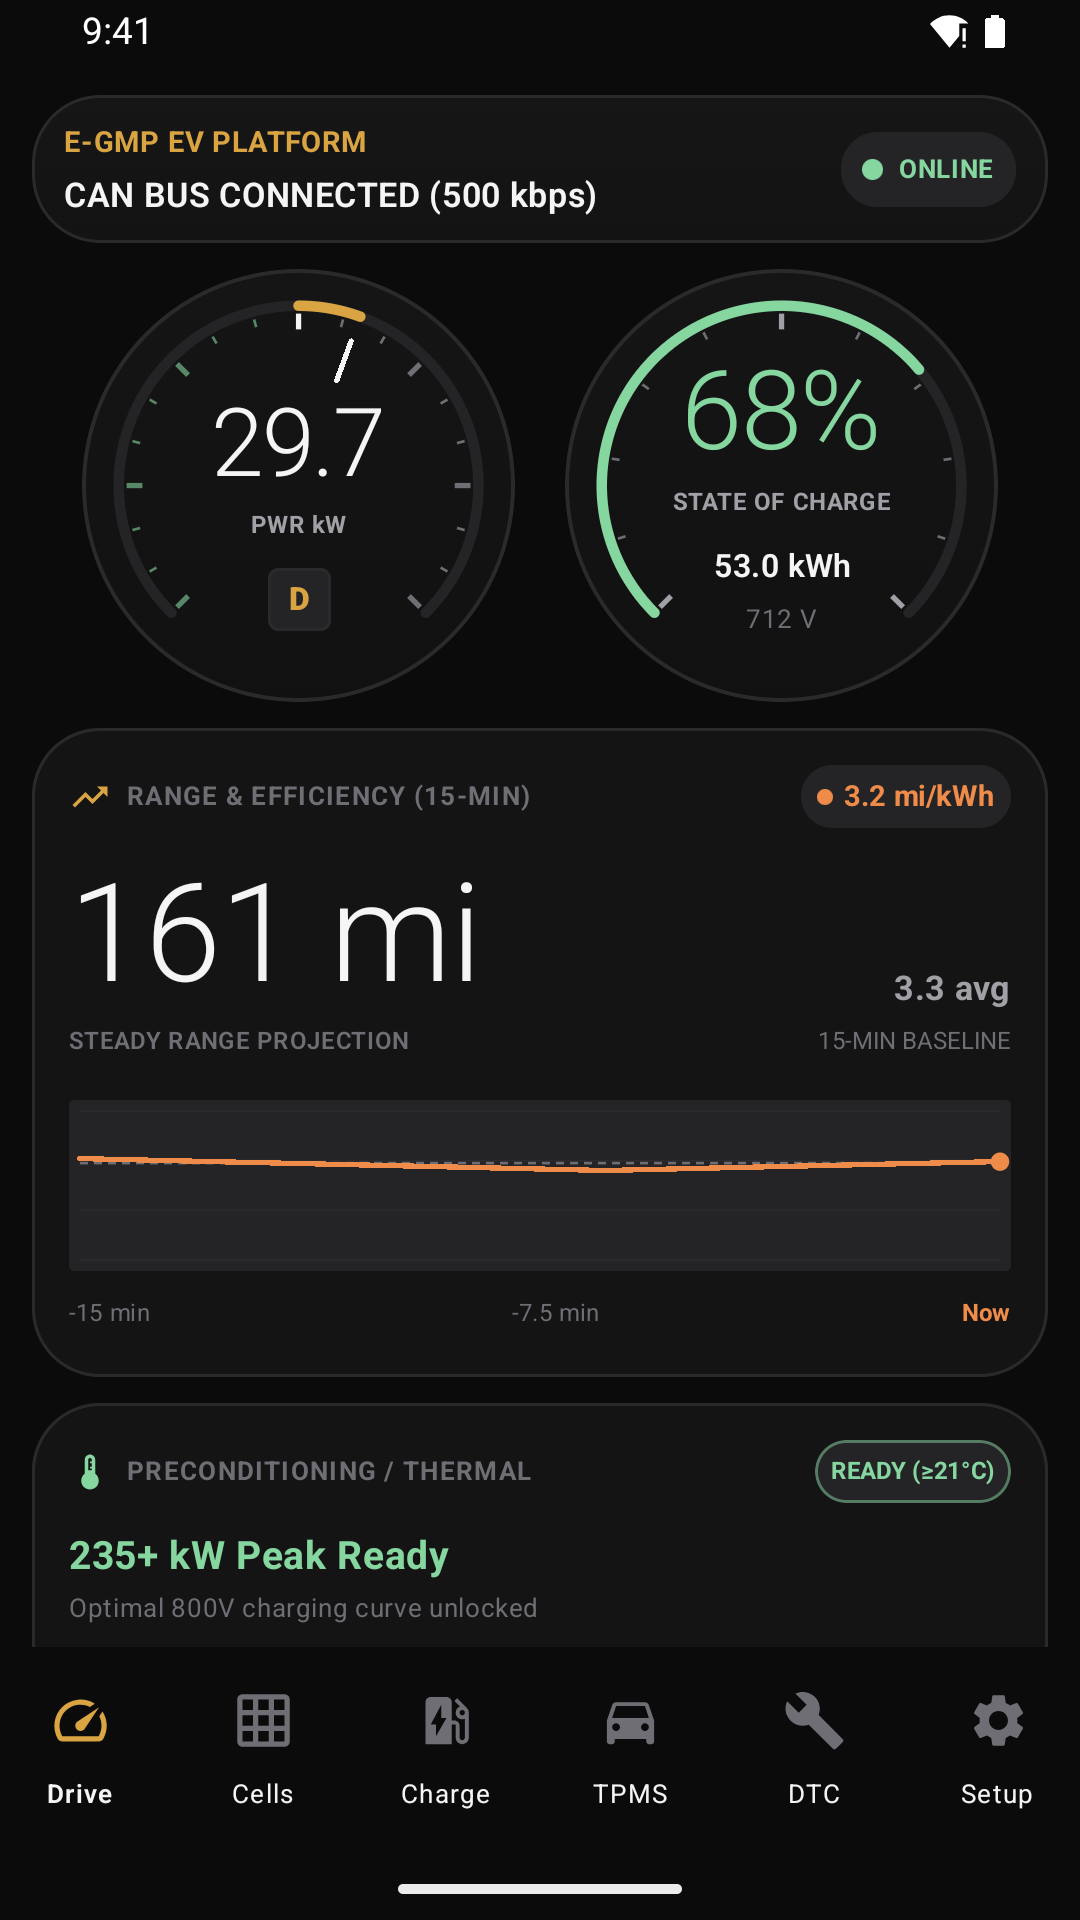 9:41
E-GMP EV PLATFORM
CAN BUS CONNECTED (500 kbps)
ONLINE
29.7
PWR kW
D
68%
STATE OF CHARGE
53.0 kWh
712 V
RANGE & EFFICIENCY (15-MIN)
3.2 mi/kWh
161 mi
3.3 avg
STEADY RANGE PROJECTION
15-MIN BASELINE
-15 min
-7.5 min
Now
PRECONDITIONING / THERMAL
READY (≥21°C)
235+ kW Peak Ready
Optimal 800V charging curve unlocked
Drive
Cells
Charge
TPMS
DTC
Setup